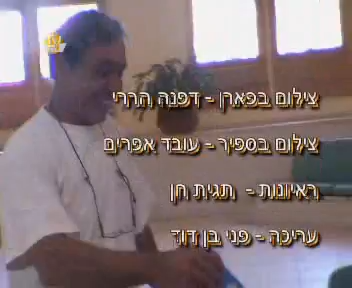 צילום בפארן - דפנה הררי
צילום בספיר - עובד אפרים
ראיונות - תגית חן
עריכה - פני בן דוד